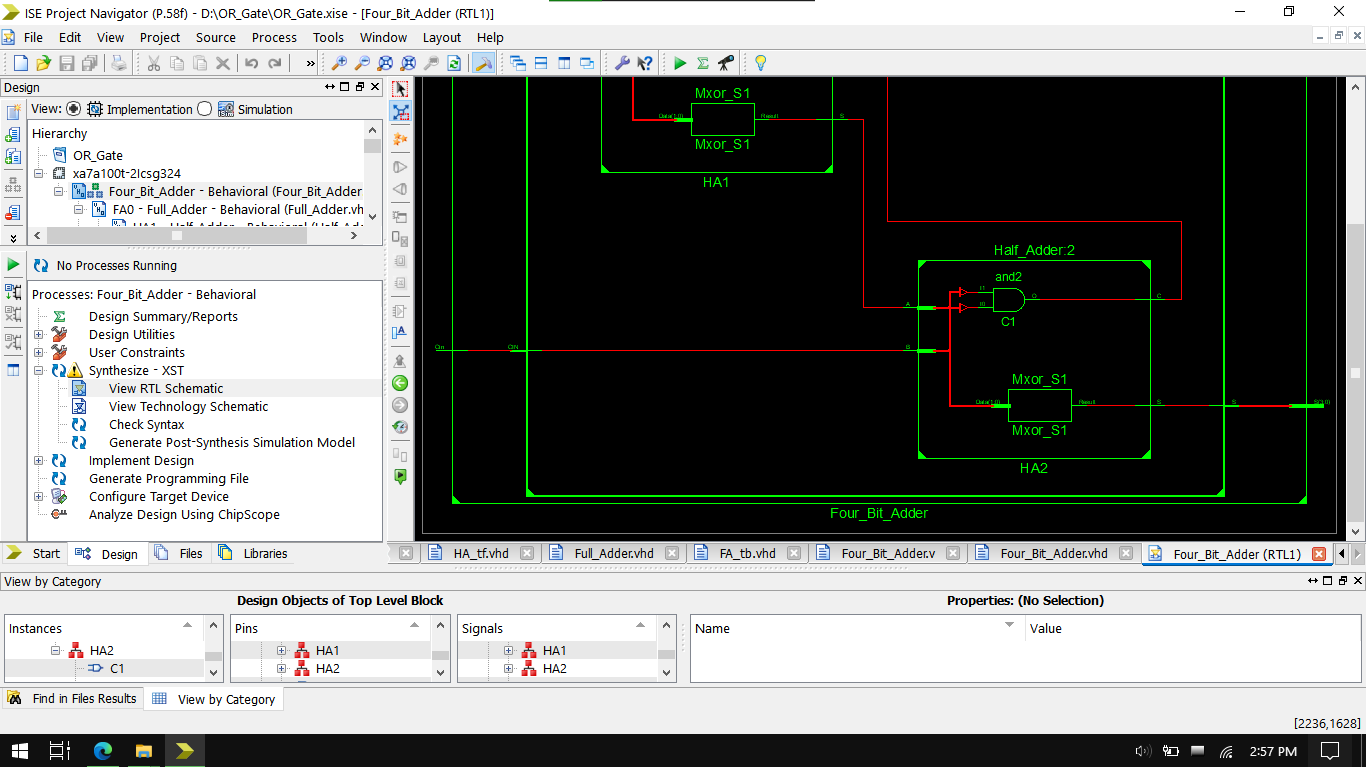 ISE Project Navigator (P.58f) - D:\OR_Gate\OR_Gate.xise - [Four_Bit_Adder (RTL1)]
File Edit View Project Source Process Tools Window Layout Help
Design
View: Implementation Simulation
Hierarchy
OR_Gate
xa7a100t-2Icsg324
Four_Bit_Adder - Behavioral (Four_Bit_Adder
FA0 - Full_Adder - Behavioral (Full_Adder.vh
No Processes Running
Processes: Four_Bit_Adder - Behavioral
Design Summary/Reports
Design Utilities
User Constraints
Synthesize - XST
View RTL Schematic
View Technology Schematic
Check Syntax
Generate Post-Synthesis Simulation Model
Implement Design
Generate Programming File
Configure Target Device
Analyze Design Using ChipScope
Start Design Files Libraries
Mxor_S1
Result S
Mxor_S1
HA1
Half_Adder:2
and2
I1
I0 O C
A
C1
Cin CIN B
Mxor_S1
Result S S
Mxor_S1
HA2
Four_Bit_Adder
HA_tf.vhd Full_Adder.vhd FA_tb.vhd Four_Bit_Adder.v Four_Bit_Adder.vhd Four_Bit_Adder (RTL1)
View by Category
Design Objects of Top Level Block Properties: (No Selection)
Instances Pins Signals Name Value
HA2 HA1 HA1
C1 HA2 HA2
Find in Files Results View by Category
[2236,1628]
2:57 PM